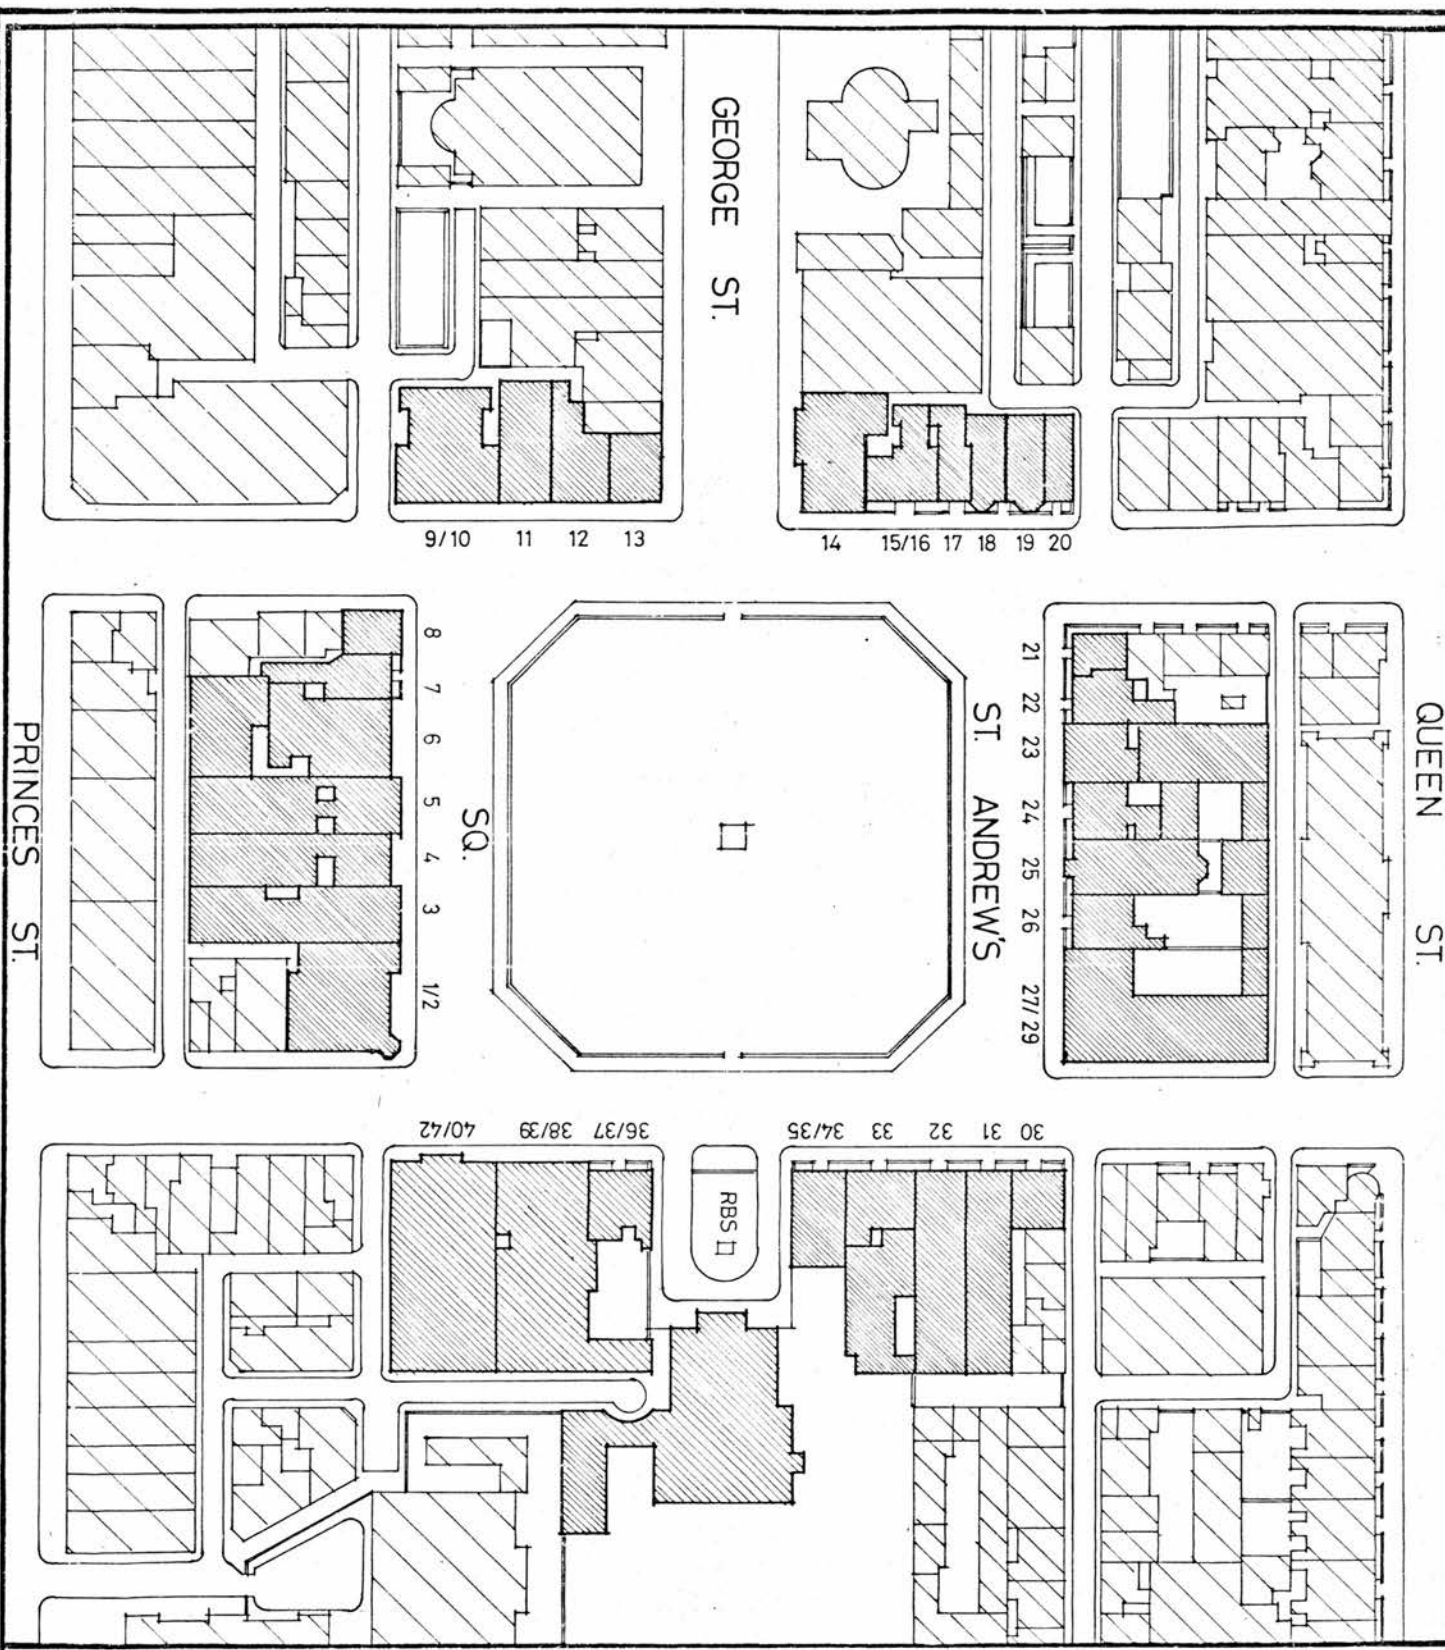 GEORGE ST.
9/10 11 12 13
14 15/16 17 18 19 20
8
7
6
5
4
3
1/2
21
22
23
24
25
26
27/29
PRINCES ST.
SQ.
ST. ANDREW'S
QUEEN ST.
40/42 38/39 36/37
RBS
34/35 33 32 31 30